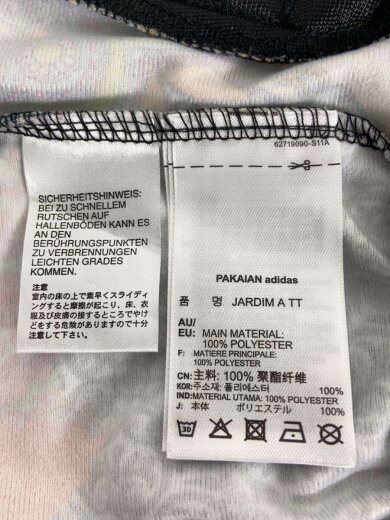 62719090-S11A
SICHERHEITSHINWEIS:
BEI ZU SCHNELLEM
RUTSCHEN AUF
HALLENBÖDEN KANN ES
AN DEN
BERÜHRUNGSPUNKTEN
ZU VERBRENNUNGEN
LEICHTEN GRADES
KOMMEN.
注意
室内の床の上で素早くスライディ
ングすると摩擦が起こり、床、衣
服及び皮膚の接するところでやけ
どをする危険がありますので十分
注意して下さい。
PAKAIAN adidas
품 명 JARDIM A TT
AU/
EU: MAIN MATERIAL:
100% POLYESTER
F: MATIERE PRINCIPALE:
100% POLYESTER
CN: 主料: 100% 聚酯纤维
KOR: 주소재: 폴리에스터 100%
IND: MATERIAL UTAMA: 100% POLYESTER
J: 本体 ポリエステル 100%
30